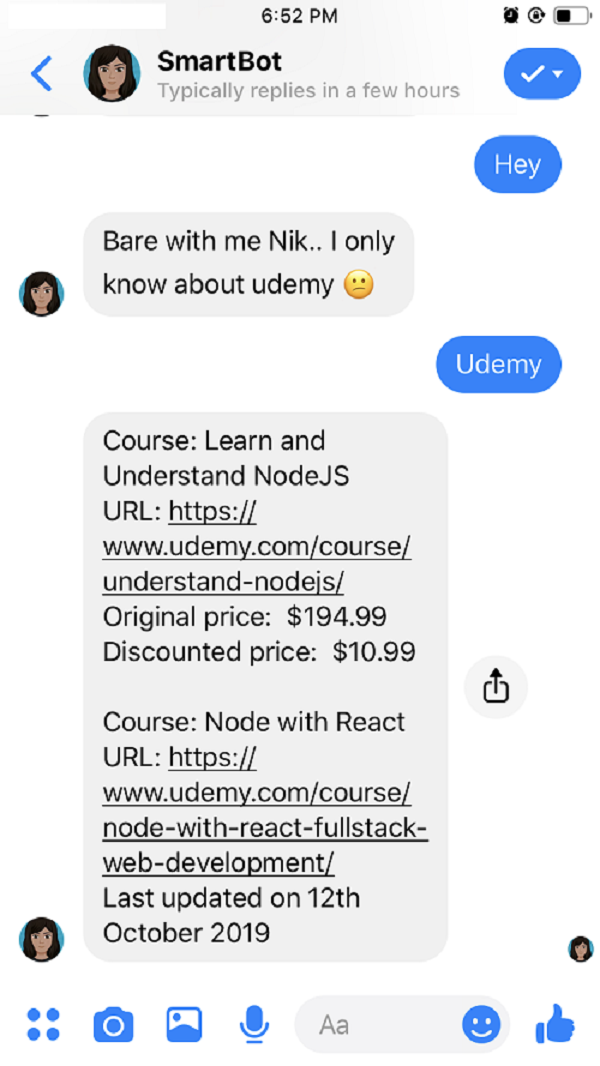 6:52 PM
SmartBot
Typically replies in a few hours
Hey
Bare with me Nik.. I only
know about udemy 😕
Udemy
Course: Learn and
Understand NodeJS
URL: https://
www.udemy.com/course/
understand-nodejs/
Original price:  $194.99
Discounted price:  $10.99
Course: Node with React
URL: https://
www.udemy.com/course/
node-with-react-fullstack-
web-development/
Last updated on 12th
October 2019
Aa